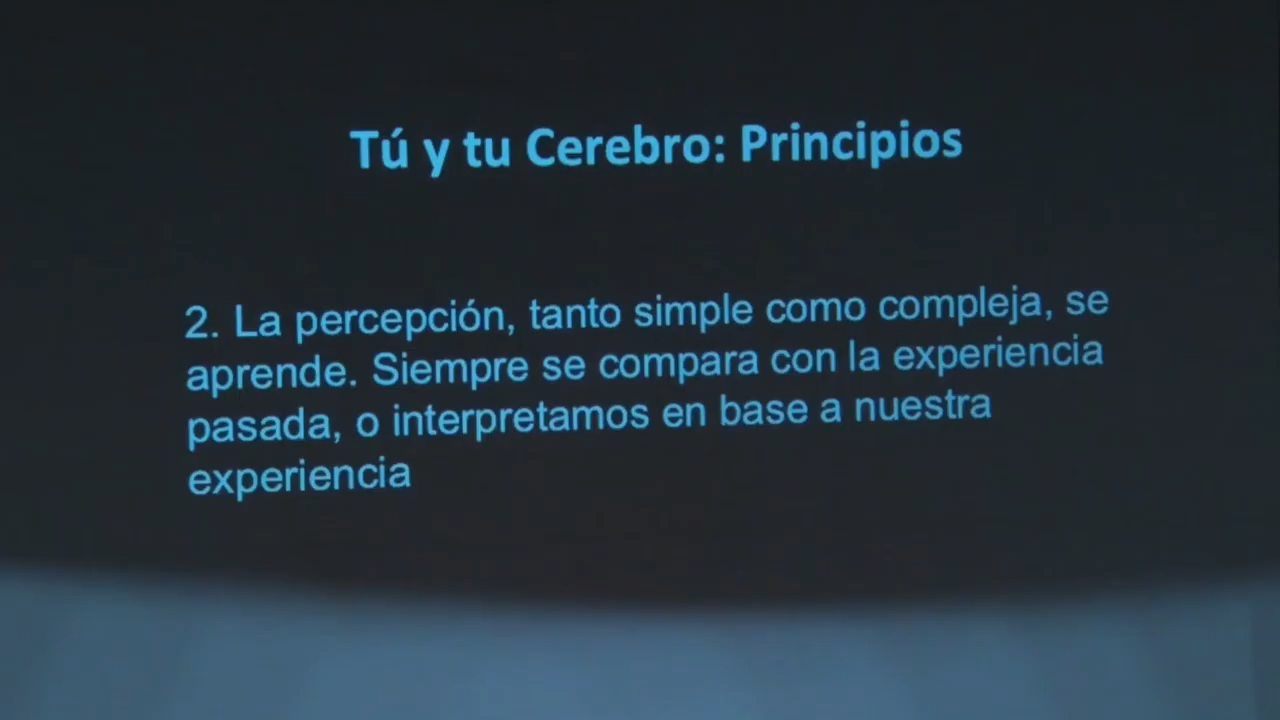 Tú y tu Cerebro: Principios
2. La percepción, tanto simple como compleja, se
aprende. Siempre se compara con la experiencia
pasada, o interpretamos en base a nuestra
experiencia